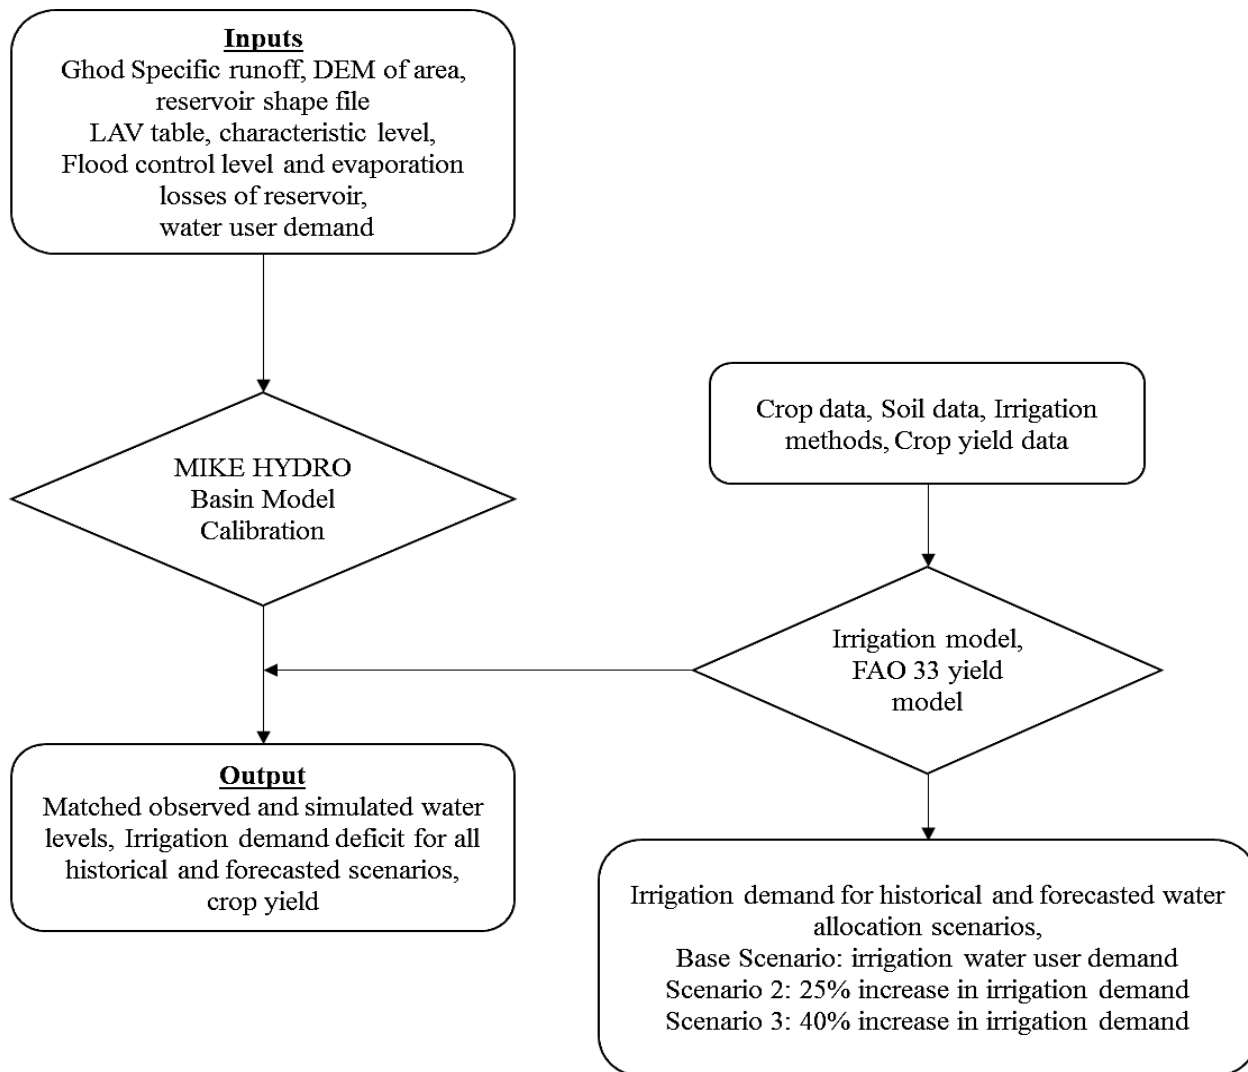 Inputs
Ghod Specific runoff, DEM of area,
reservoir shape file
LAV table, characteristic level,
Flood control level and evaporation
losses of reservoir,
water user demand
MIKE HYDRO
Basin Model
Calibration
Crop data, Soil data, Irrigation
methods, Crop yield data
Irrigation model,
FAO 33 yield
model
Output
Matched observed and simulated water
levels, Irrigation demand deficit for all
historical and forecasted scenarios,
crop yield
Irrigation demand for historical and forecasted water
allocation scenarios,
Base Scenario: irrigation water user demand
Scenario 2: 25% increase in irrigation demand
Scenario 3: 40% increase in irrigation demand